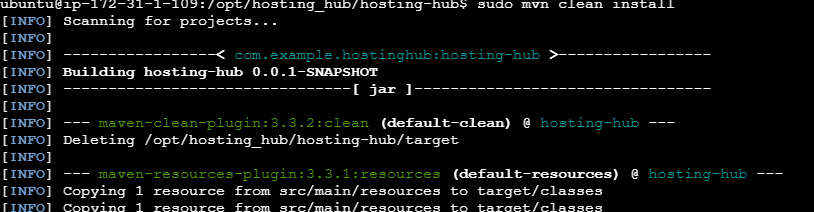 ubuntu@ip-172-31-1-109:/opt/hosting_hub/hosting-hub$ sudo mvn clean install
[INFO] Scanning for projects...
[INFO]
[INFO] -----------------< com.example.hostinghub:hosting-hub >-----------------
[INFO] Building hosting-hub 0.0.1-SNAPSHOT
[INFO] --------------------------------[ jar ]---------------------------------
[INFO]
[INFO] --- maven-clean-plugin:3.3.2:clean (default-clean) @ hosting-hub ---
[INFO] Deleting /opt/hosting_hub/hosting-hub/target
[INFO]
[INFO] --- maven-resources-plugin:3.3.1:resources (default-resources) @ hosting-hub ---
[INFO] Copying 1 resource from src/main/resources to target/classes
[INFO] Copying 1 resource from src/main/resources to target/classes